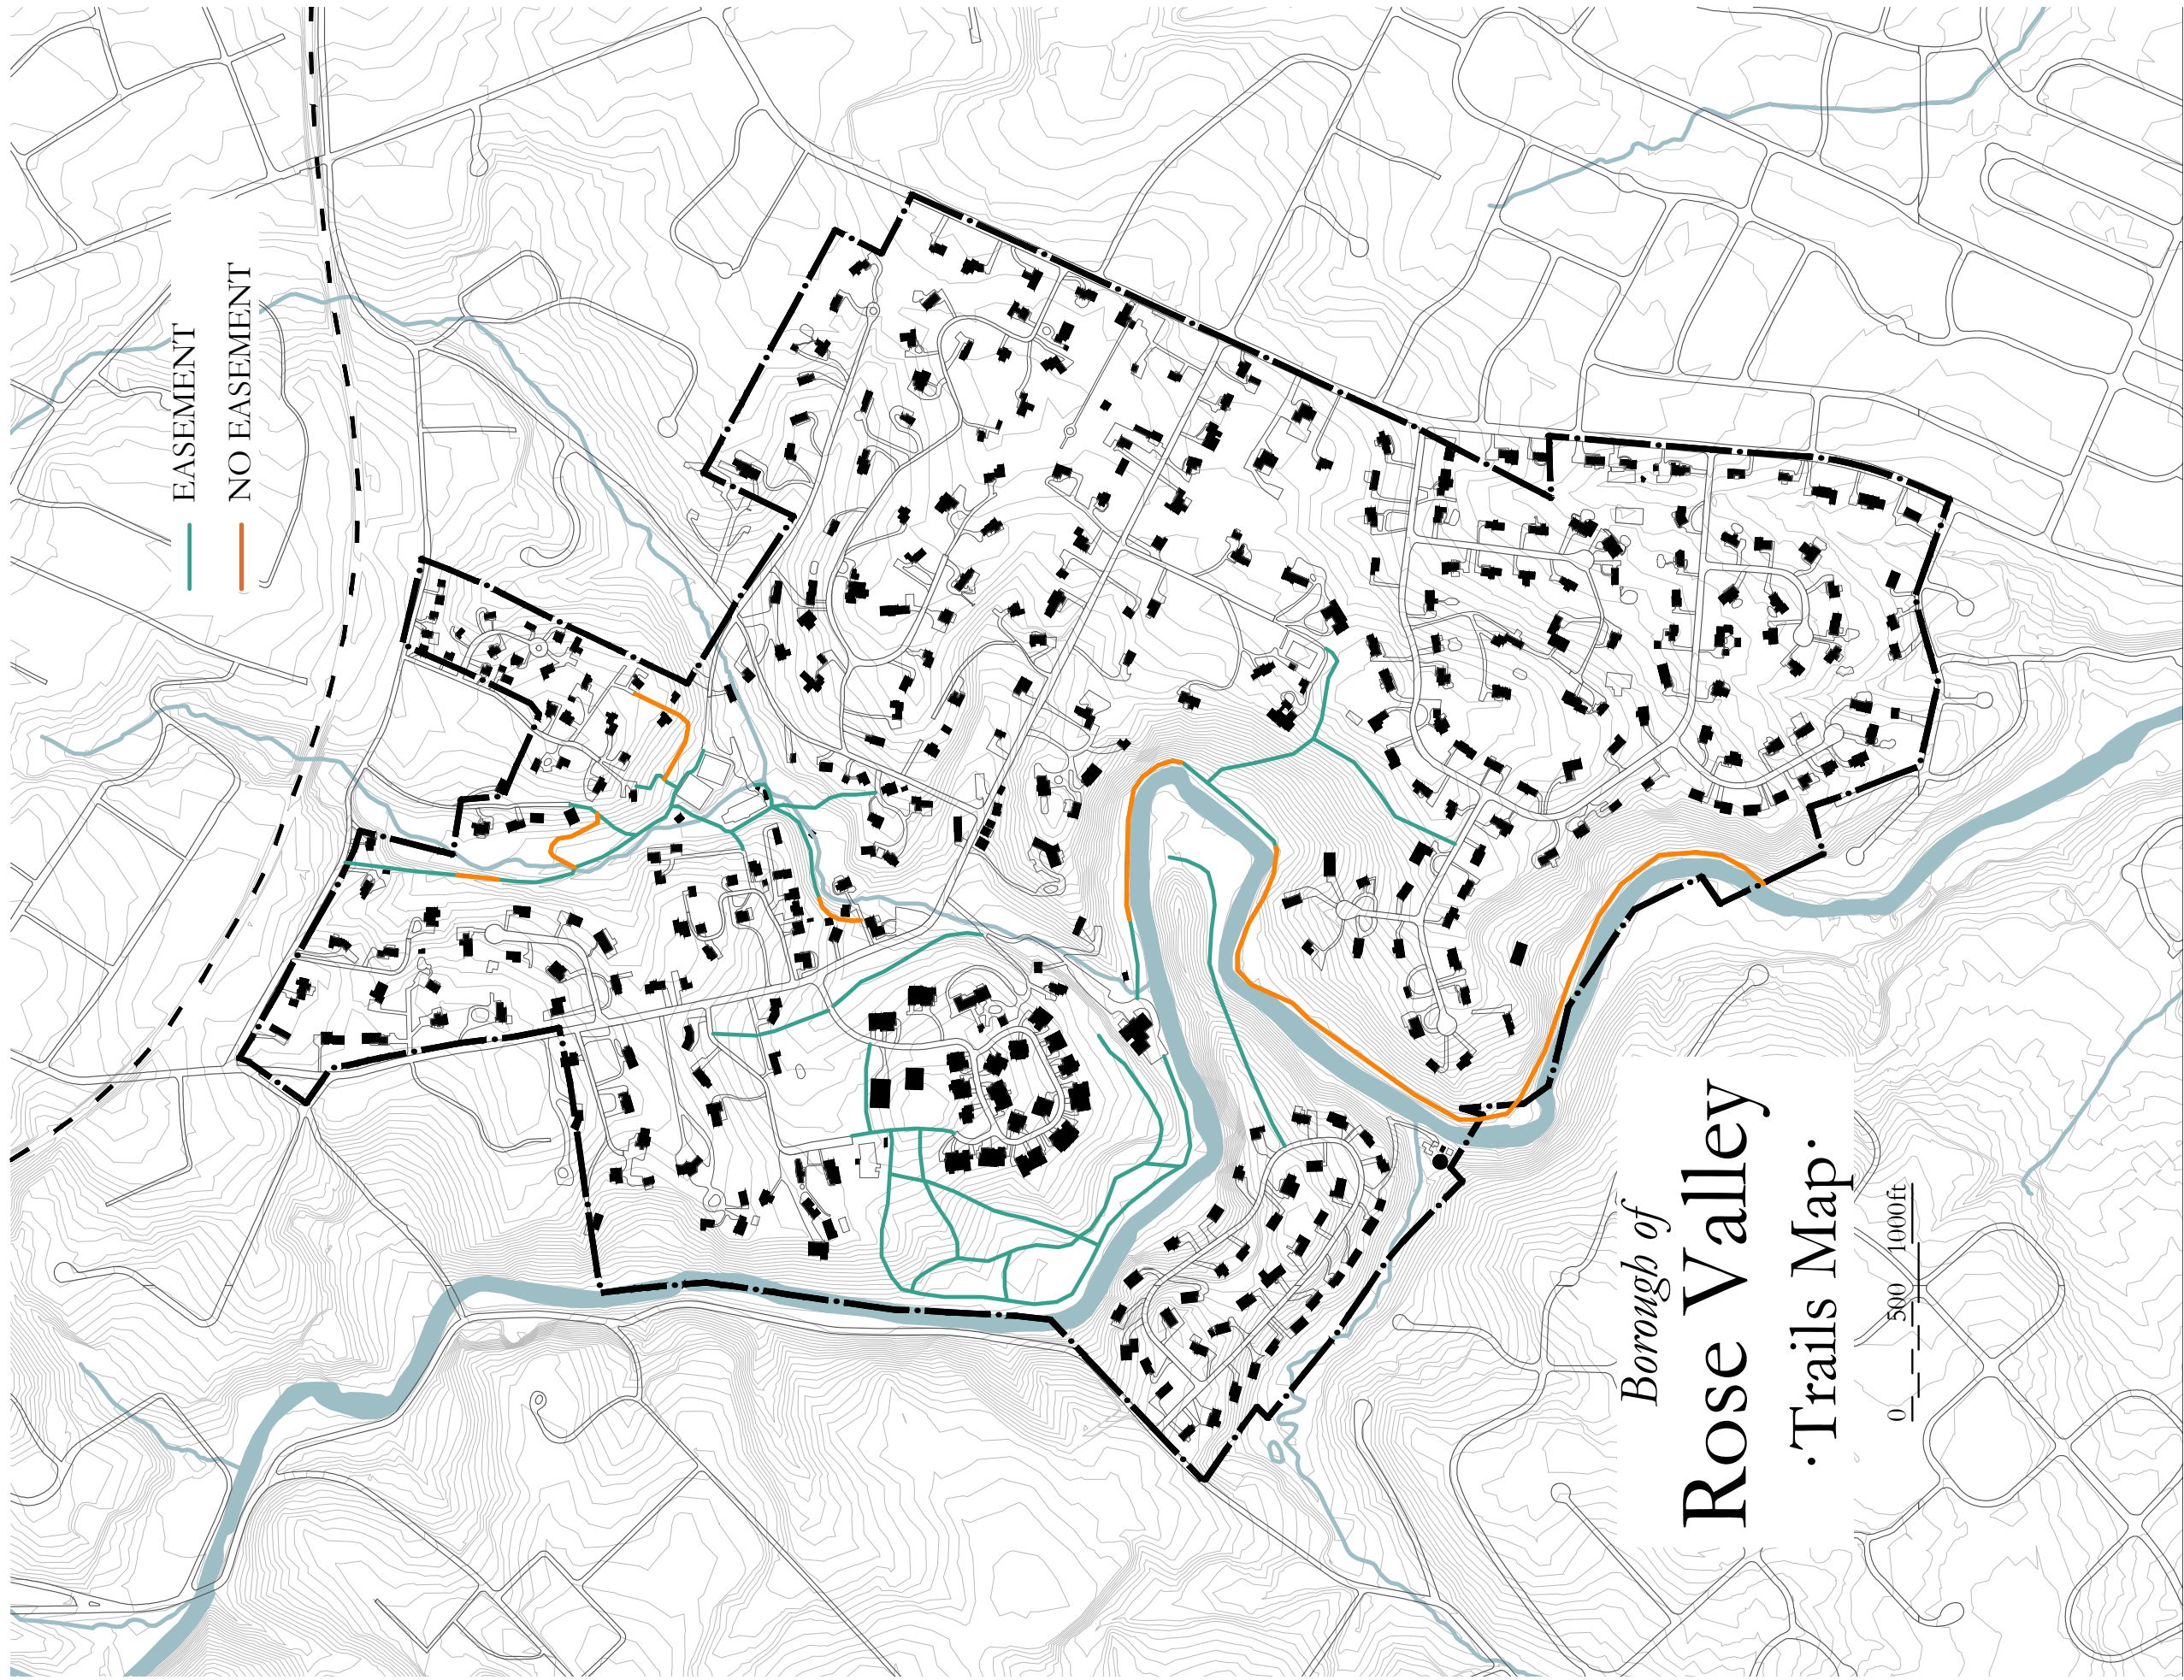 EASEMENT
NO EASEMENT
Borough of
Rose Valley
·Trails Map·
0 500 1000ft